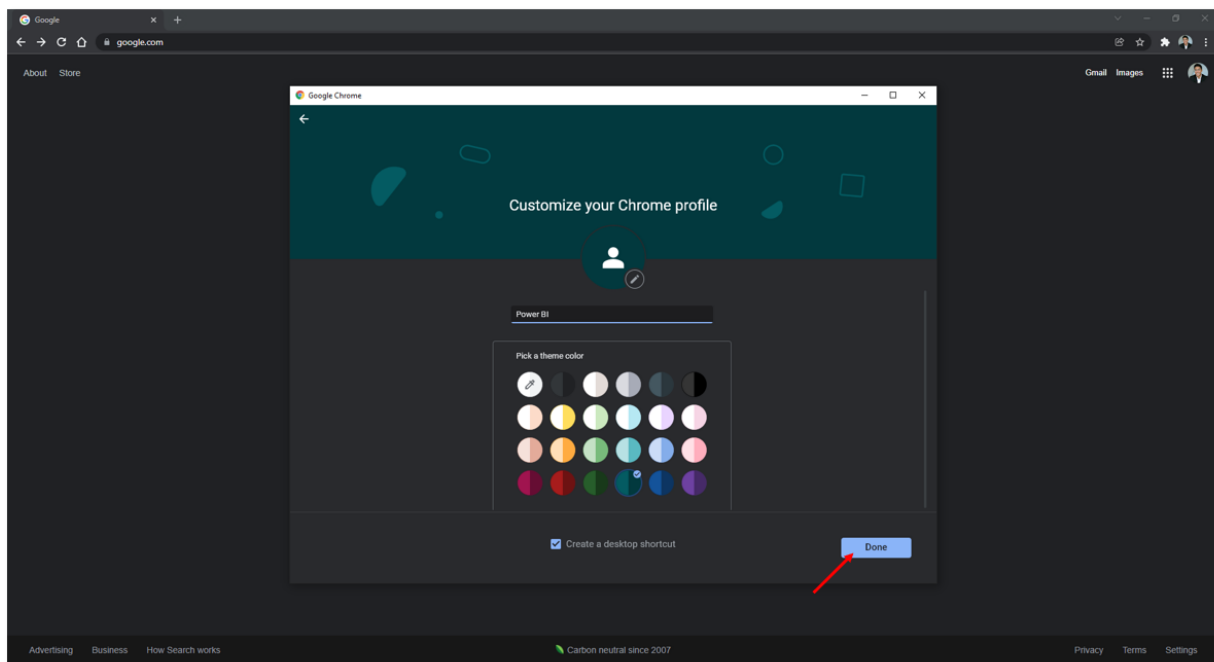 Google
google.com
About Store
Gmail Images
Google Chrome
Customize your Chrome profile
Power BI
Pick a theme color
Create a desktop shortcut
Done
Advertising Business How Search works
Carbon neutral since 2007
Privacy Terms Settings